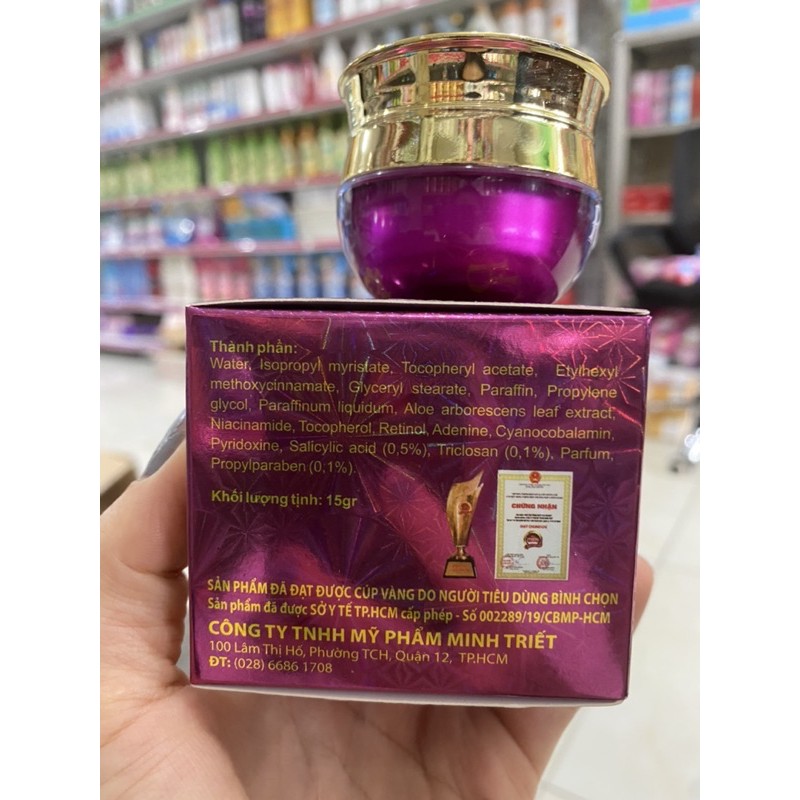 Thành phần:
Water, Isopropyl myristate, Tocopheryl acetate, Etylhexyl
methoxycinnamate, Glyceryl stearate, Paraffin, Propylene
glycol, Paraffinum liquidum, Aloe arborescens leaf extract,
Niacinamide, Tocopherol, Retinol, Adenine, Cyanocobalamin,
Pyridoxine, Salicylic acid (0,5%), Triclosan (0,1%), Parfum,
Propylparaben (0,1%).
Khối lượng tịnh: 15gr
CHỨNG NHẬN
SẢN PHẨM ĐÃ ĐẠT ĐƯỢC CÚP VÀNG DO NGƯỜI TIÊU DÙNG BÌNH CHỌN
Sản phẩm đã được SỞ Y TẾ TP.HCM cấp phép - Số 002289/19/CBMP-HCM
CÔNG TY TNHH MỸ PHẨM MINH TRIẾT
100 Lâm Thị Hố, Phường TCH, Quận 12, TP.HCM
ĐT: (028) 6686 1708